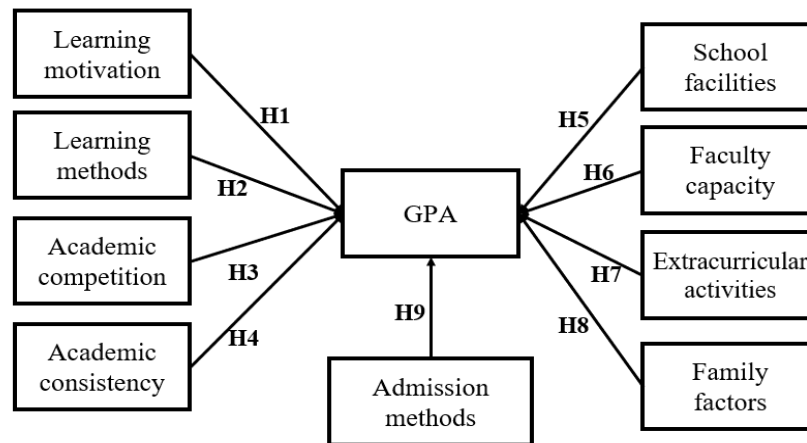 Learning
motivation
H1
Learning
methods
H2
Academic
competition
H3
Academic
consistency
H4
GPA
H9
Admission
methods
School
facilities
H5
Faculty
capacity
H6
Extracurricular
activities
H7
Family
factors
H8